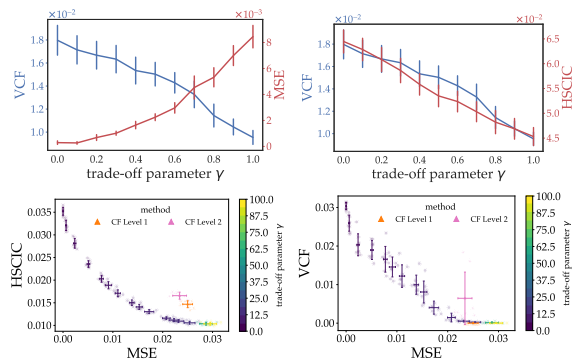 ×10⁻² ×10⁻³
1.8
1.6
1.4
1.2
1.0
VCF
6
4
2
0
MSE
0.0 0.2 0.4 0.6 0.8 1.0
trade-off parameter γ
×10⁻² ×10⁻²
1.8
1.6
1.4
1.2
1.0
VCF
6.5
6.0
5.5
5.0
4.5
HSCIC
0.0 0.2 0.4 0.6 0.8 1.0
trade-off parameter γ
method
CF Level 1 CF Level 2
0.035
0.030
0.025
0.020
0.015
0.010
HSCIC
0.00 0.01 0.02 0.03
MSE
100.0
87.5
75.0
62.5
50.0
37.5
25.0
12.5
0.0
trade-off parameter γ
method
CF Level 1 CF Level 2
0.03
0.02
0.01
0.00
VCF
0.00 0.01 0.02 0.03
MSE
100.0
87.5
75.0
62.5
50.0
37.5
25.0
12.5
0.0
trade-off parameter γ